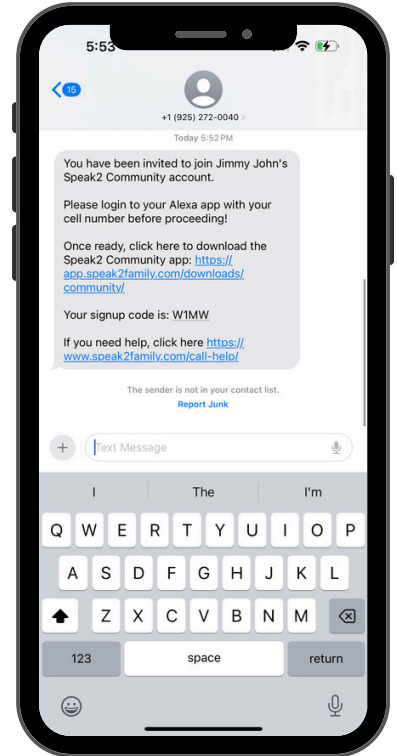 5:53
15
+1 (925) 272-0040 >
Today 5:52 PM
You have been invited to join Jimmy John's
Speak2 Community account.
Please login to your Alexa app with your
cell number before proceeding!
Once ready, click here to download the
Speak2 Community app: https://
app.speak2family.com/downloads/
community/
Your signup code is: W1MW
If you need help, click here https://
www.speak2family.com/call-help/
The sender is not in your contact list.
Report Junk
Text Message
I The I'm
Q W E R T Y U I O P
A S D F G H J K L
Z X C V B N M
123 space return